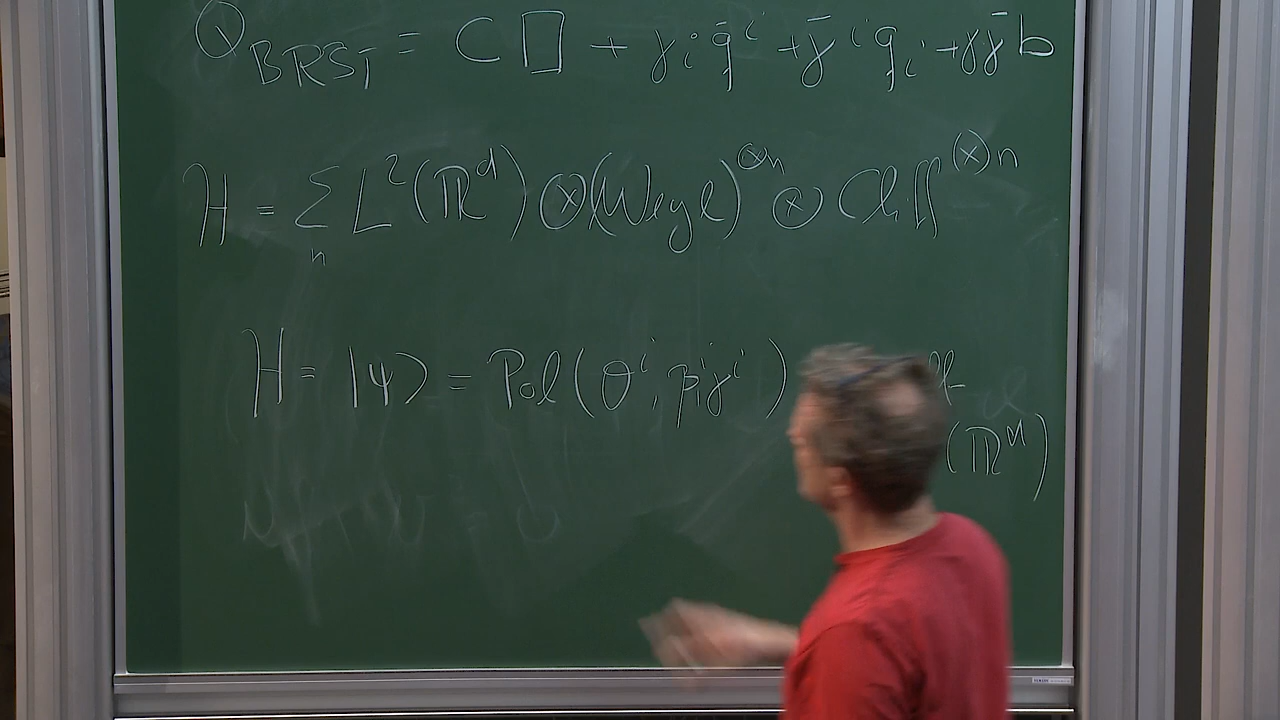 Q_BRST = C□ + γ_i q̄^i + γ̄^i q_i + γγ̄b
H = Σ_n L²(ℝ^d) ⊗ (Weyl)^⊗n ⊗ Cliff^⊗n
H = |ψ> = Pol(θ^i, p^i γ^i)
(ℝ^d)